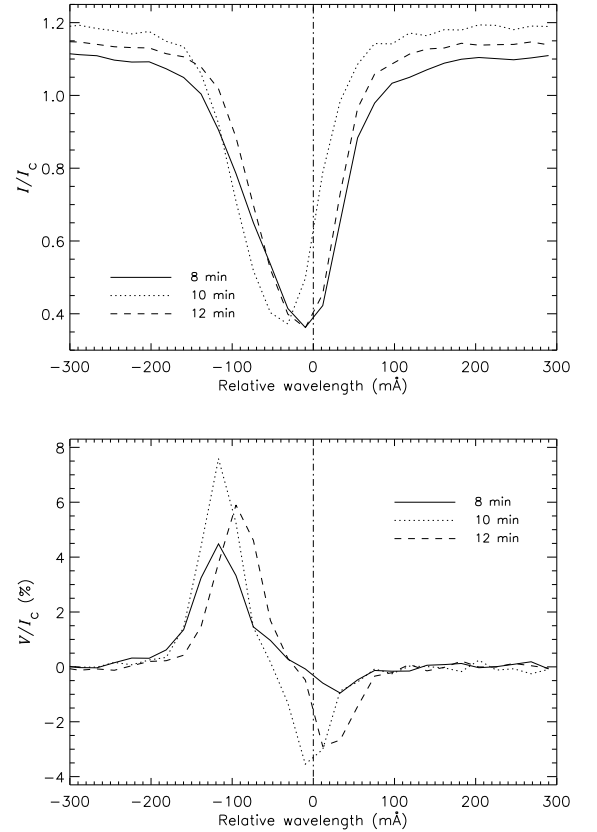 1.2
1.0
0.8
0.6
0.4
I/I_C
8 min
10 min
12 min
−300 −200 −100 0 100 200 300
Relative wavelength (mÅ)
8
6
4
2
0
−2
−4
V/I_C (%)
8 min
10 min
12 min
−300 −200 −100 0 100 200 300
Relative wavelength (mÅ)